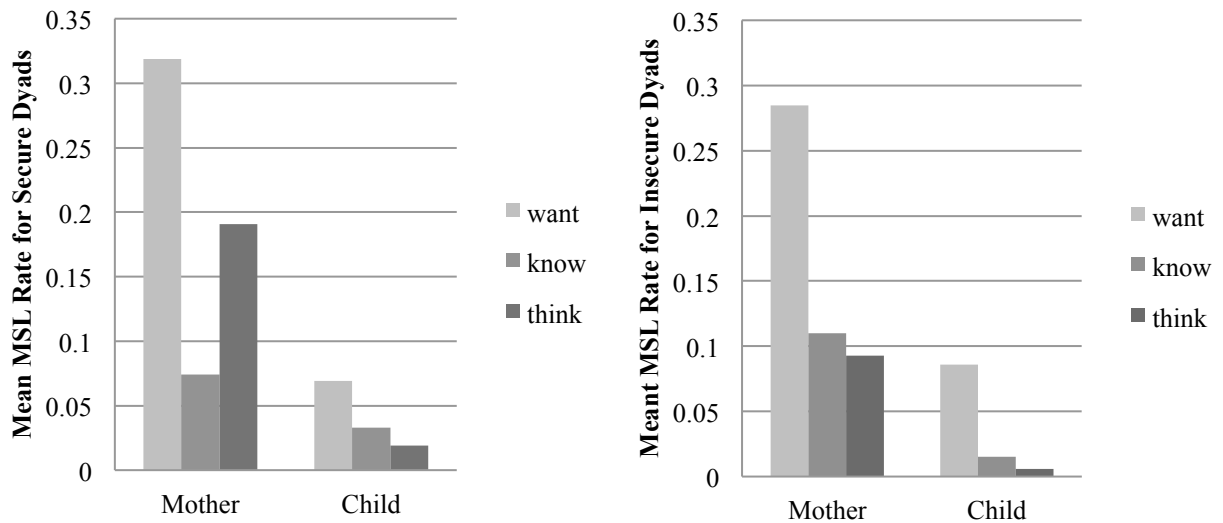 Mean MSL Rate for Secure Dyads
0.35
0.3
0.25
0.2
0.15
0.1
0.05
0
Mother
Child
want
know
think
Meant MSL Rate for Insecure Dyads
0.35
0.3
0.25
0.2
0.15
0.1
0.05
0
Mother
Child
want
know
think